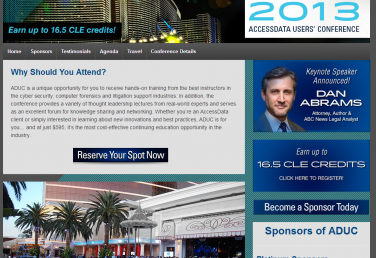 2013
Earn up to 16.5 CLE credits!
ACCESSDATA USERS' CONFERENCE
Home Sponsors Testimonials Agenda Travel Conference Details
Why Should You Attend?
ADUC is a unique opportunity for you to receive hands-on training from the best instructors in
the cyber security, computer forensics and litigation support industries. In addition, the
conference provides a variety of thought leadership lectures from real-world experts and serves
as an excellent forum for knowledge sharing and networking. Whether you're an AccessData
client or simply interested in learning about new innovations and best practices, ADUC is for
you... and at just $595, it's the most cost-effective continuing education opportunity in the
industry.
Reserve Your Spot Now
Keynote Speaker
Announced!
DAN
ABRAMS
Attorney, Author &
ABC News Legal Analyst
Earn up to
16.5 CLE CREDITS
CLICK HERE TO REGISTER!
Become a Sponsor Today
Sponsors of ADUC
Platinum Sponsors